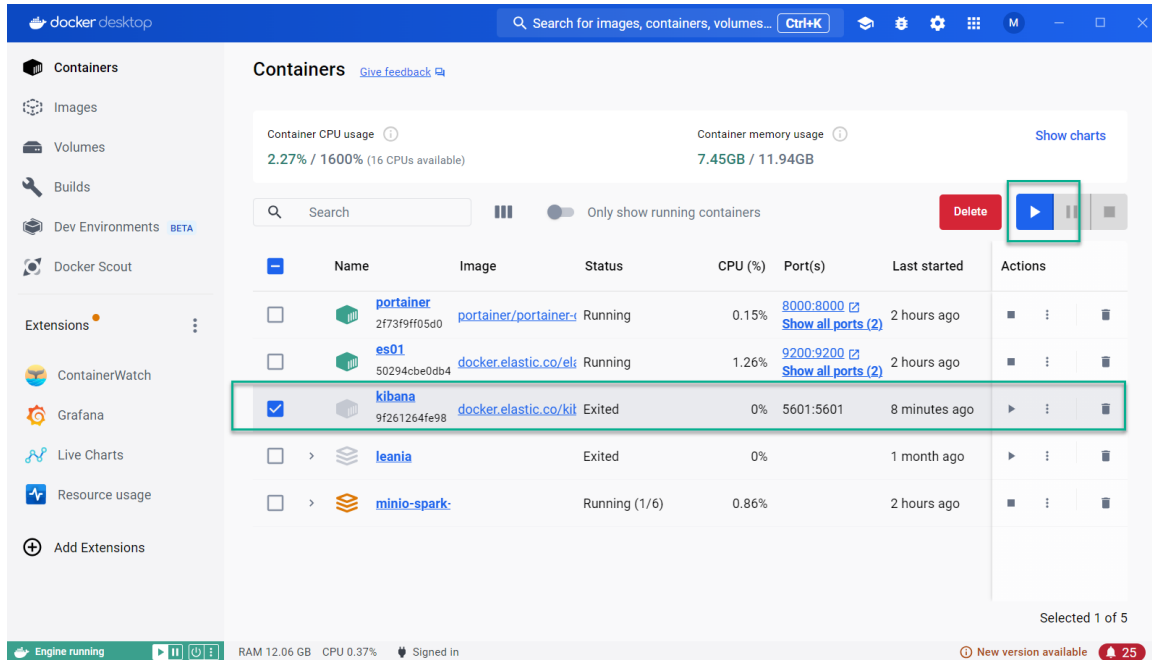 docker desktop
Search for images, containers, volumes... Ctrl+K
M
Containers
Images
Volumes
Builds
Dev Environments BETA
Docker Scout
Extensions
ContainerWatch
Grafana
Live Charts
Resource usage
Add Extensions
Containers Give feedback
Container CPU usage
2.27% / 1600% (16 CPUs available)
Container memory usage
7.45GB / 11.94GB
Show charts
Search
Only show running containers
Delete
Name Image Status CPU (%) Port(s) Last started Actions
portainer
2f73f9ff05d0
portainer/portainer-c Running 0.15% 8000:8000
Show all ports (2)
2 hours ago
es01
50294cbe0db4
docker.elastic.co/ela Running 1.26% 9200:9200
Show all ports (2)
2 hours ago
kibana
9f261264fe98
docker.elastic.co/kib Exited 0% 5601:5601 8 minutes ago
leania Exited 0% 1 month ago
minio-spark- Running (1/6) 0.86% 2 hours ago
Selected 1 of 5
Engine running
RAM 12.06 GB CPU 0.37% Signed in
New version available 25